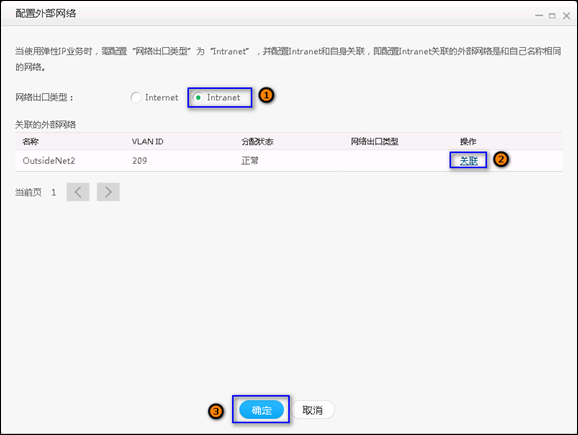 配置外部网络
当使用弹性IP业务时，需配置“网络出口类型”为“Intranet”，并配置Intranet和自身关联，即配置Intranet关联的外部网络是和自己名称相同
的网络。
网络出口类型： Internet Intranet 1
关联的外部网络
名称 VLAN ID 分配状态 网络出口类型 操作
OutsideNet2 209 正常 关联 2
当前页 1 < >
3 确定 取消